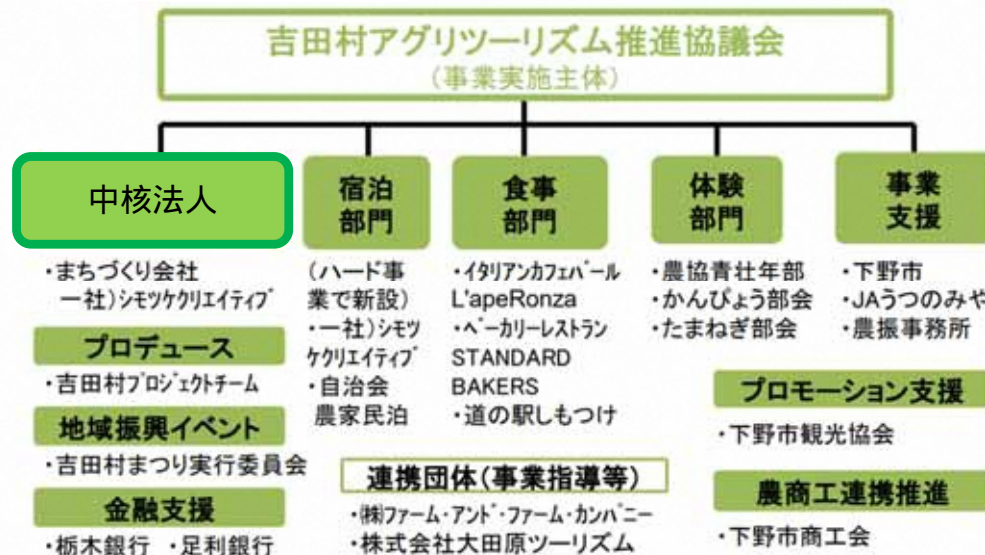 吉田村アグリツーリズム推進協議会
(事業実施主体)
中核法人
・まちづくり会社
一社)シモツケクリエイティブ
プロデュース
・吉田村プロジェクトチーム
地域振興イベント
・吉田村まつり実行委員会
金融支援
・栃木銀行 ・足利銀行
宿泊
部門
(ハード事
業で新設)
・一社)シモツ
ケクリエイティブ
・自治会
農家民泊
食事
部門
・イタリアンカフェバール
L'apeRonza
・ベーカリーレストラン
STANDARD
BAKERS
・道の駅しもつけ
体験
部門
・農協青壮年部
・かんぴょう部会
・たまねぎ部会
事業
支援
・下野市
・JAうつのみや
・農振事務所
連携団体(事業指導等)
・㈱ファーム・アンド・ファーム・カンパニー
・株式会社大田原ツーリズム
プロモーション支援
・下野市観光協会
農商工連携推進
・下野市商工会